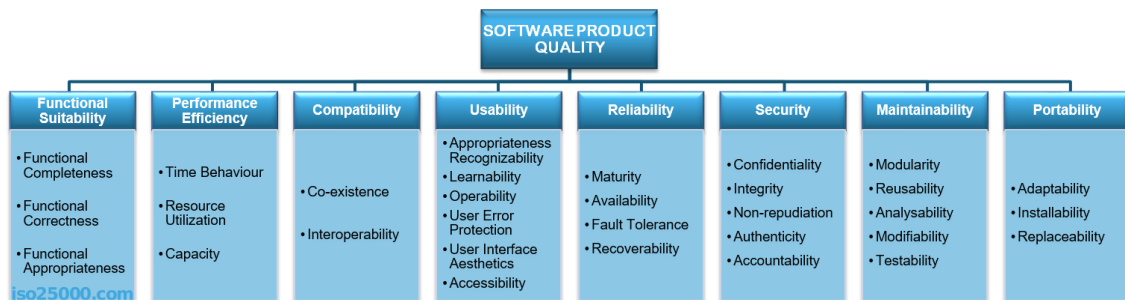 SOFTWARE PRODUCT
QUALITY
Functional
Suitability
• Functional
Completeness
• Functional
Correctness
• Functional
Appropriateness
Performance
Efficiency
• Time Behaviour
• Resource
Utilization
• Capacity
Compatibility
• Co-existence
• Interoperability
Usability
• Appropriateness
Recognizability
• Learnability
• Operability
• User Error
Protection
• User Interface
Aesthetics
• Accessibility
Reliability
• Maturity
• Availability
• Fault Tolerance
• Recoverability
Security
• Confidentiality
• Integrity
• Non-repudiation
• Authenticity
• Accountability
Maintainability
• Modularity
• Reusability
• Analysability
• Modifiability
• Testability
Portability
• Adaptability
• Installability
• Replaceability
iso25000.com